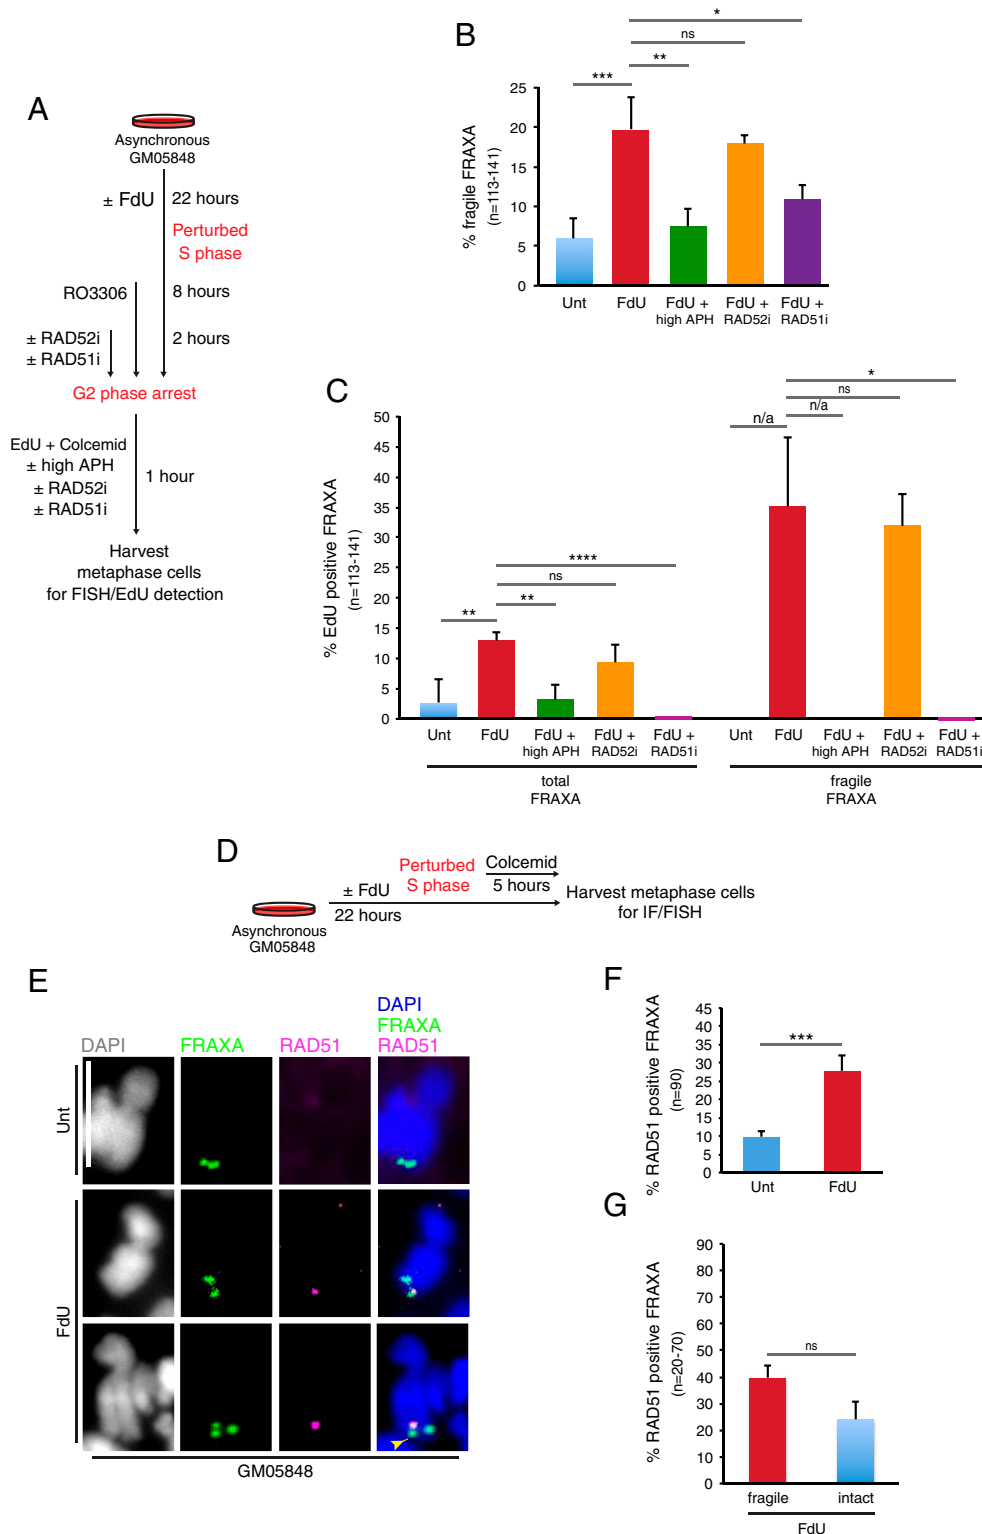 A
Asynchronous
GM05848
± FdU
22 hours
Perturbed
S phase
RO3306
8 hours
± RAD52i
± RAD51i
2 hours
G2 phase arrest
EdU + Colcemid
± high APH
± RAD52i
± RAD51i
1 hour
Harvest
metaphase cells
for FISH/EdU detection
B
*
ns
**
***
% fragile FRAXA
(n=113-141)
25
20
15
10
5
0
Unt
FdU
FdU +
high APH
FdU +
RAD52i
FdU +
RAD51i
C
% EdU positive FRAXA
(n=113-141)
50
45
40
35
30
25
20
15
10
5
0
****
ns
**
**
*
ns
n/a
n/a
Unt
FdU
FdU +
high APH
FdU +
RAD52i
FdU +
RAD51i
total
FRAXA
Unt
FdU
FdU +
high APH
FdU +
RAD52i
FdU +
RAD51i
fragile
FRAXA
D
Asynchronous
GM05848
± FdU
22 hours
Perturbed
S phase
Colcemid
5 hours
Harvest metaphase cells
for IF/FISH
E
DAPI
FRAXA
RAD51
DAPI
FRAXA
RAD51
Unt
FdU
GM05848
F
% RAD51 positive FRAXA
(n=90)
45
40
35
30
25
20
15
10
5
0
***
Unt
FdU
G
% RAD51 positive FRAXA
(n=20-70)
90
80
70
60
50
40
30
20
10
0
ns
fragile
intact
FdU